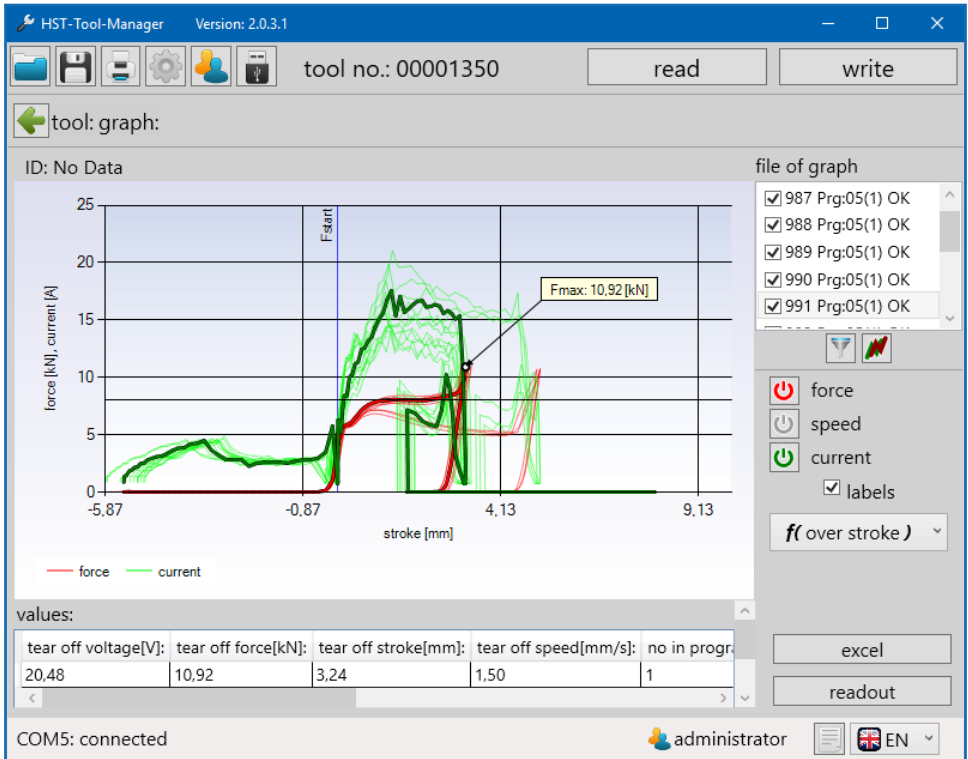 HST-Tool-Manager Version: 2.0.3.1
tool no.: 00001350 read write
tool: graph:
ID: No Data
file of graph
987 Prg:05(1) OK
988 Prg:05(1) OK
989 Prg:05(1) OK
990 Prg:05(1) OK
991 Prg:05(1) OK
force [kN], current [A]
25
20
15
10
5
0
Fstart
Fmax: 10,92 [kN]
-5,87 -0,87 4,13 9,13
stroke [mm]
force current
force
speed
current
labels
f( over stroke )
values:
tear off voltage[V]: tear off force[kN]: tear off stroke[mm]: tear off speed[mm/s]: no in progra
20,48 10,92 3,24 1,50 1
excel
readout
COM5: connected administrator EN